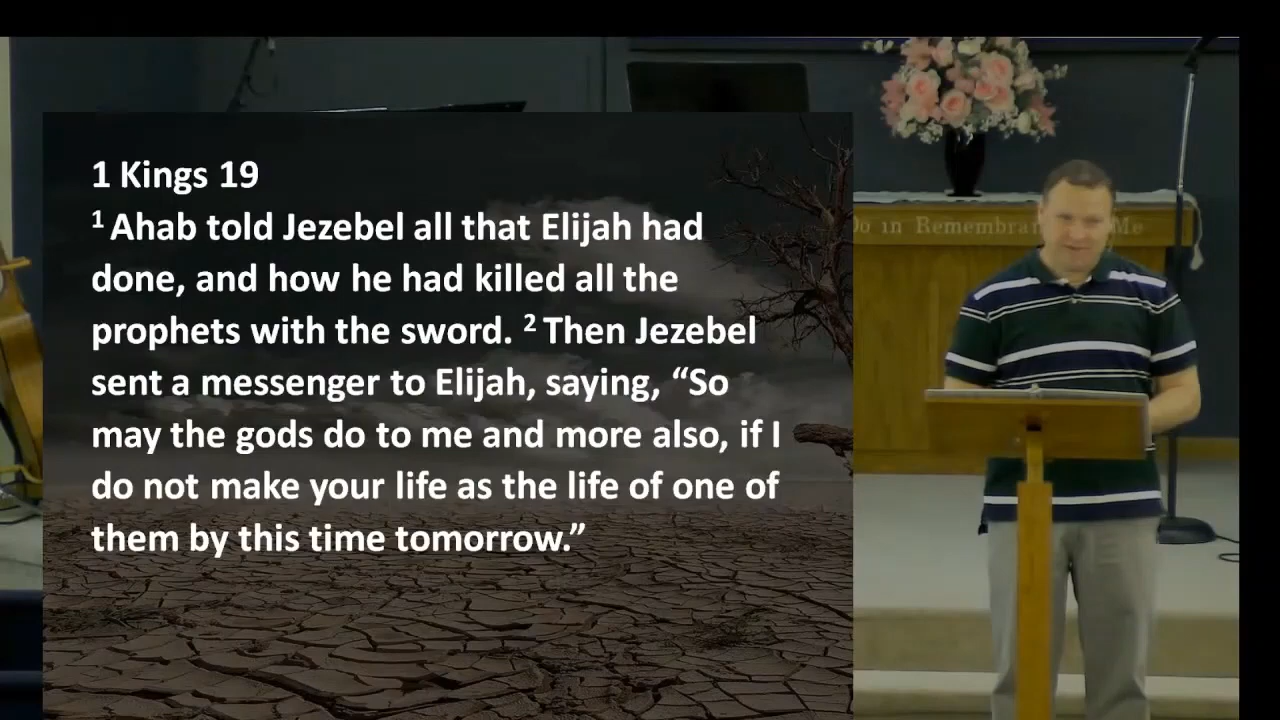 1 Kings 19
1 Ahab told Jezebel all that Elijah had
done, and how he had killed all the
prophets with the sword. 2 Then Jezebel
sent a messenger to Elijah, saying, “So
may the gods do to me and more also, if I
do not make your life as the life of one of
them by this time tomorrow.”
Do in Me